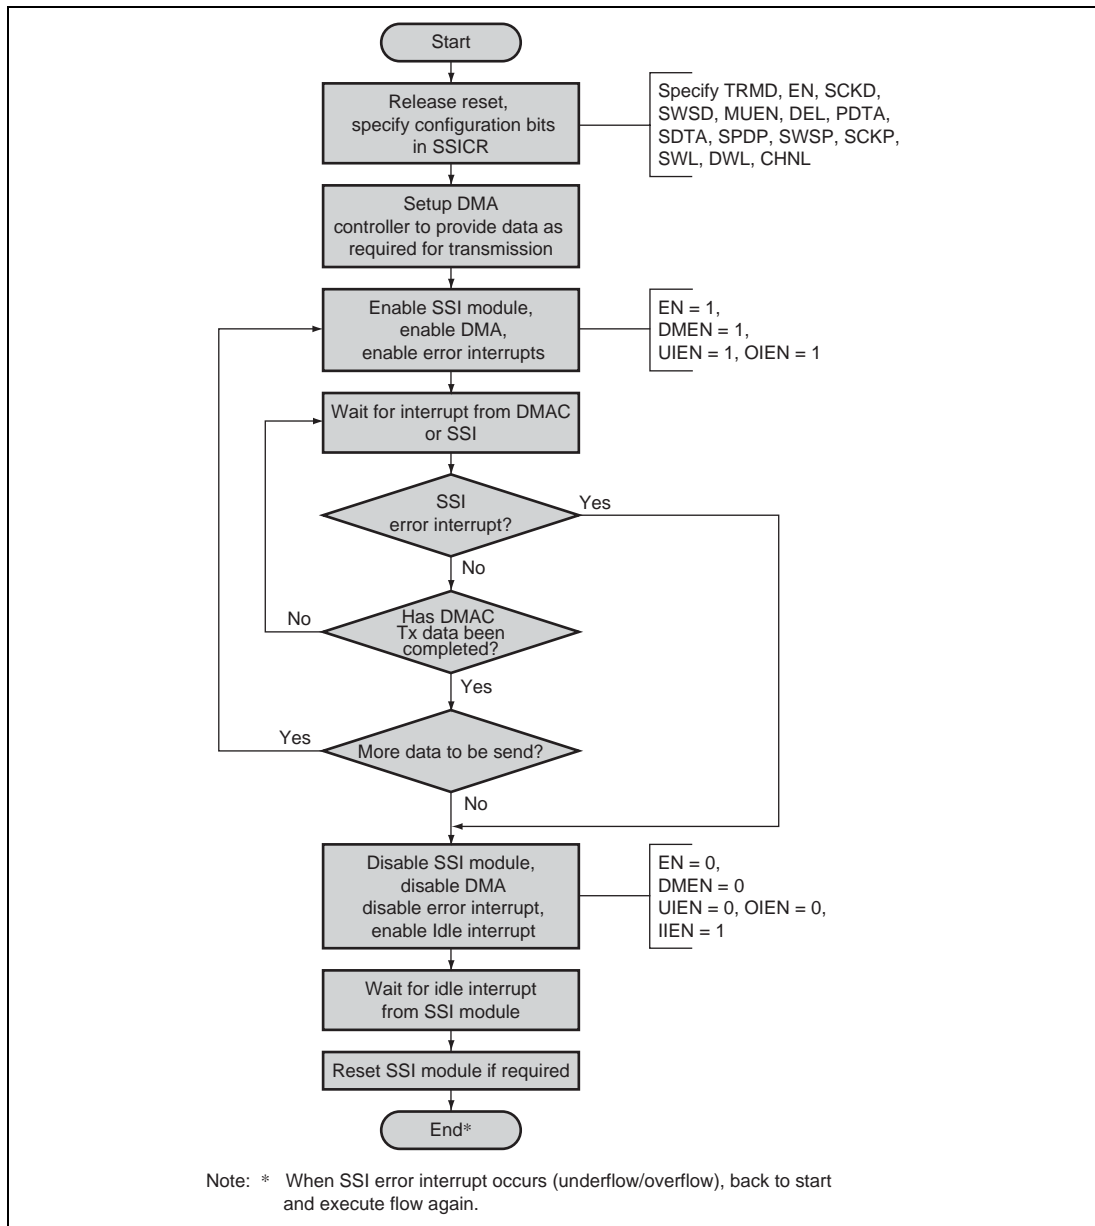 Start
Release reset,
specify configuration bits
in SSICR
Specify TRMD, EN, SCKD,
SWSD, MUEN, DEL, PDTA,
SDTA, SPDP, SWSP, SCKP,
SWL, DWL, CHNL
Setup DMA
controller to provide data as
required for transmission
Enable SSI module,
enable DMA,
enable error interrupts
EN = 1,
DMEN = 1,
UIEN = 1, OIEN = 1
Wait for interrupt from DMAC
or SSI
SSI
error interrupt?
Yes
No
Has DMAC
Tx data been
completed?
No
Yes
More data to be send?
Yes
No
Disable SSI module,
disable DMA
disable error interrupt,
enable Idle interrupt
EN = 0,
DMEN = 0
UIEN = 0, OIEN = 0,
IIEN = 1
Wait for idle interrupt
from SSI module
Reset SSI module if required
End*
Note: * When SSI error interrupt occurs (underflow/overflow), back to start
and execute flow again.